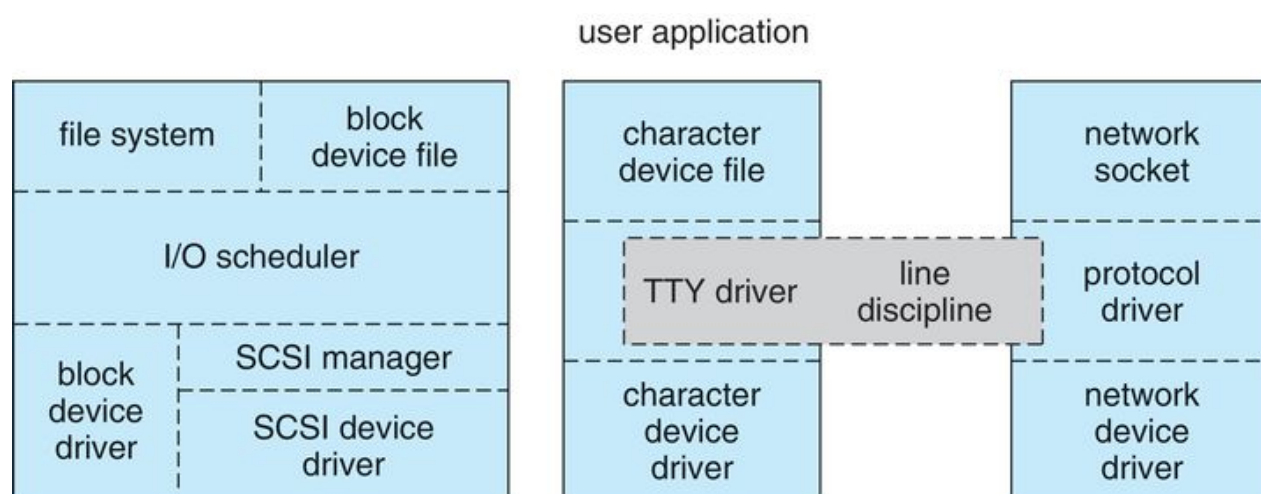 user application
file system
block
device file
I/O scheduler
block
device
driver
SCSI manager
SCSI device
driver
character
device file
TTY driver
line
discipline
character
device
driver
network
socket
protocol
driver
network
device
driver